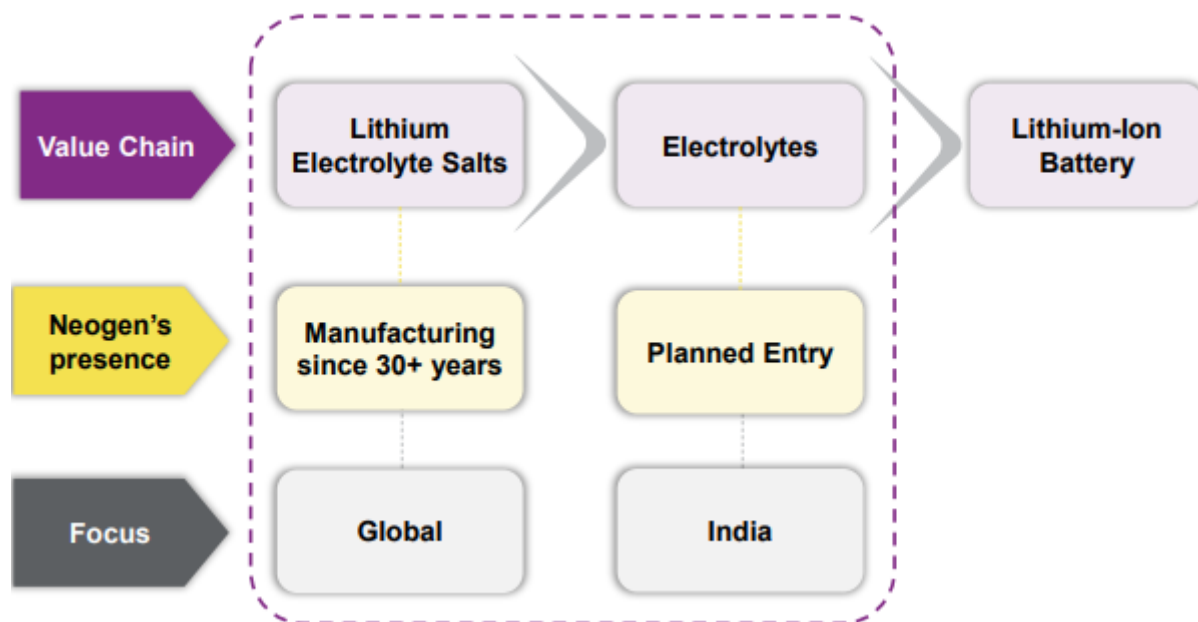 Value Chain
Lithium
Electrolyte Salts
Electrolytes
Lithium-Ion
Battery
Neogen’s
presence
Manufacturing
since 30+ years
Planned Entry
Focus
Global
India